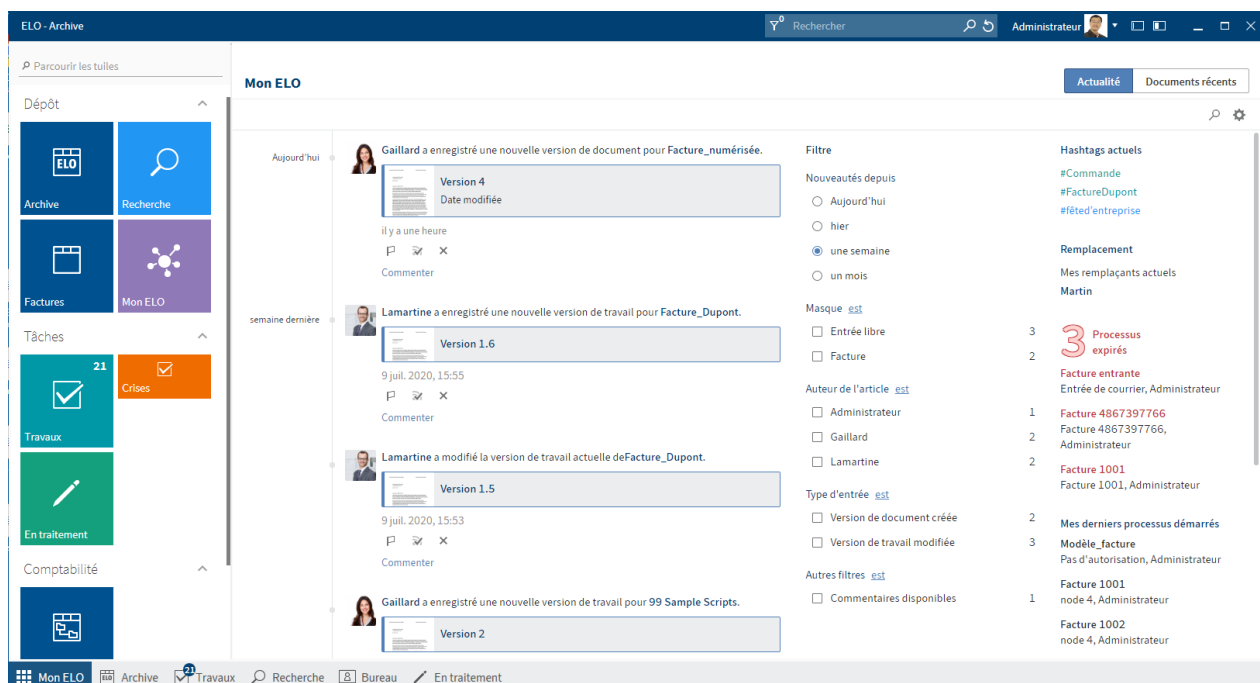 ELO - Archive
0
Rechercher
Administrateur
Parcourir les tuiles
Dépôt
ELO
Archive
Recherche
Factures
Mon ELO
Tâches
21
Travaux
Crises
En traitement
Comptabilité
Mon ELO
Actualité
Documents récents
Aujourd'hui
Gaillard a enregistré une nouvelle version de document pour Facture_numérisée.
Version 4
Date modifiée
il y a une heure
Commenter
semaine dernière
Lamartine a enregistré une nouvelle version de travail pour Facture_Dupont.
Version 1.6
9 juil. 2020, 15:55
Commenter
Lamartine a modifié la version de travail actuelle deFacture_Dupont.
Version 1.5
9 juil. 2020, 15:53
Commenter
Gaillard a enregistré une nouvelle version de travail pour 99 Sample Scripts.
Version 2
Filtre
Nouveautés depuis
Aujourd'hui
hier
une semaine
un mois
Masque est
Entrée libre 3
Facture 2
Auteur de l'article est
Administrateur 1
Gaillard 2
Lamartine 2
Type d'entrée est
Version de document créée 2
Version de travail modifiée 3
Autres filtres est
Commentaires disponibles 1
Hashtags actuels
#Commande
#FactureDupont
#fêted'entreprise
Remplacement
Mes remplaçants actuels
Martin
3 Processus
expirés
Facture entrante
Entrée de courrier, Administrateur
Facture 4867397766
Facture 4867397766,
Administrateur
Facture 1001
Facture 1001, Administrateur
Mes derniers processus démarrés
Modèle_facture
Pas d'autorisation, Administrateur
Facture 1001
node 4, Administrateur
Facture 1002
node 4, Administrateur
Mon ELO
ELO
Archive
21
Travaux
Recherche
Bureau
En traitement